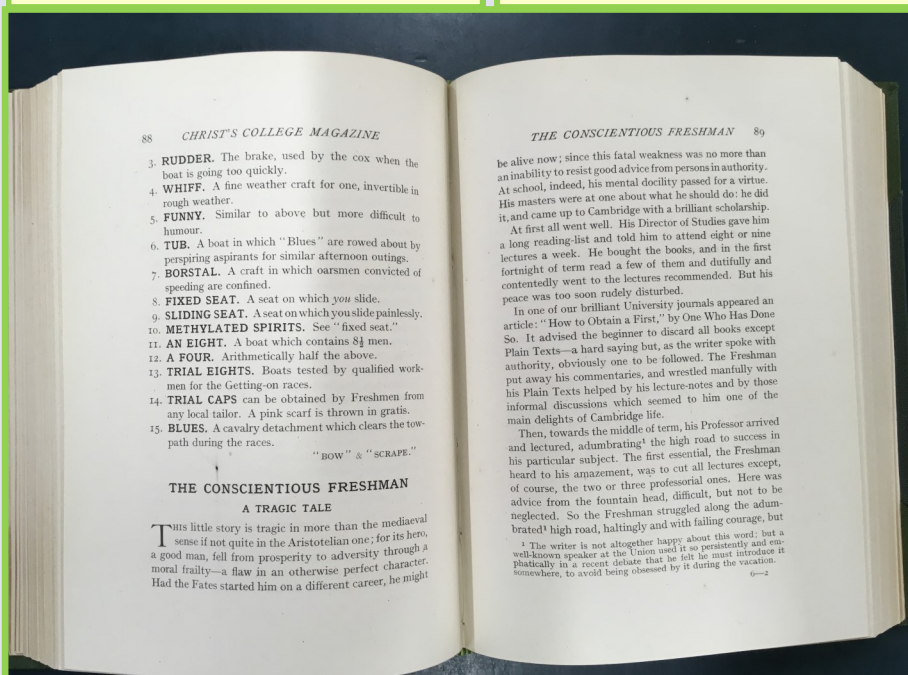 88 CHRIST'S COLLEGE MAGAZINE
3. RUDDER. The brake, used by the cox when the
boat is going too quickly.
4. WHIFF. A fine weather craft for one, invertible in
rough weather.
5. FUNNY. Similar to above but more difficult to
humour.
6. TUB. A boat in which "Blues" are rowed about by
perspiring aspirants for similar afternoon outings.
7. BORSTAL. A craft in which oarsmen convicted of
speeding are confined.
8. FIXED SEAT. A seat on which you slide.
9. SLIDING SEAT. A seat on which you slide painlessly.
10. METHYLATED SPIRITS. See "fixed seat."
11. AN EIGHT. A boat which contains 8½ men.
12. A FOUR. Arithmetically half the above.
13. TRIAL EIGHTS. Boats tested by qualified work-
men for the Getting-on races.
14. TRIAL CAPS can be obtained by Freshmen from
any local tailor. A pink scarf is thrown in gratis.
15. BLUES. A cavalry detachment which clears the tow-
path during the races.
"BOW" & "SCRAPE."
THE CONSCIENTIOUS FRESHMAN
A TRAGIC TALE
THIS little story is tragic in more than the mediaeval
sense if not quite in the Aristotelian one; for its hero,
a good man, fell from prosperity to adversity through a
moral frailty—a flaw in an otherwise perfect character.
Had the Fates started him on a different career, he might
THE CONSCIENTIOUS FRESHMAN 89
be alive now; since this fatal weakness was no more than
an inability to resist good advice from persons in authority.
At school, indeed, his mental docility passed for a virtue.
His masters were at one about what he should do: he did
it, and came up to Cambridge with a brilliant scholarship.
At first all went well. His Director of Studies gave him
a long reading-list and told him to attend eight or nine
lectures a week. He bought the books, and in the first
fortnight of term read a few of them and dutifully and
contentedly went to the lectures recommended. But his
peace was too soon rudely disturbed.
In one of our brilliant University journals appeared an
article: "How to Obtain a First," by One Who Has Done
So. It advised the beginner to discard all books except
Plain Texts—a hard saying but, as the writer spoke with
authority, obviously one to be followed. The Freshman
put away his commentaries, and wrestled manfully with
his Plain Texts helped by his lecture-notes and by those
informal discussions which seemed to him one of the
main delights of Cambridge life.
Then, towards the middle of term, his Professor arrived
and lectured, adumbrating¹ the high road to success in
his particular subject. The first essential, the Freshman
heard to his amazement, was to cut all lectures except,
of course, the two or three professorial ones. Here was
advice from the fountain head, difficult, but not to be
neglected. So the Freshman struggled along the adum-
brated¹ high road, haltingly and with failing courage, but
¹ The writer is not altogether happy about this word; but a
well-known speaker at the Union used it so persistently and em-
phatically in a recent debate that he felt he must introduce it
somewhere, to avoid being obsessed by it during the vacation.
6—2